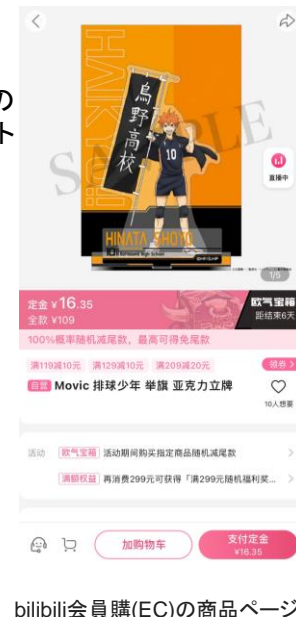 の
ト
HAIKYU!!
烏野高校
10
SAMPLE
HINATA SHOYO
10 Karasuno High School
直播中
1/5
定金 ¥16.35
全款 ¥109
欧气宝箱
距结束6天
100%概率随机减尾款，最高可得免尾款
满119减10元 满129减10元 满209减20元
领券 >
自营 Movic 排球少年 举旗 亚克力立牌
10人想要
活动 欧气宝箱 活动期间购买指定商品随机减尾款 >
满额权益 再消费299元可获得「满299元随机福利奖... >
加购物车
支付定金
¥16.35
bilibili会員購(EC)の商品ページ